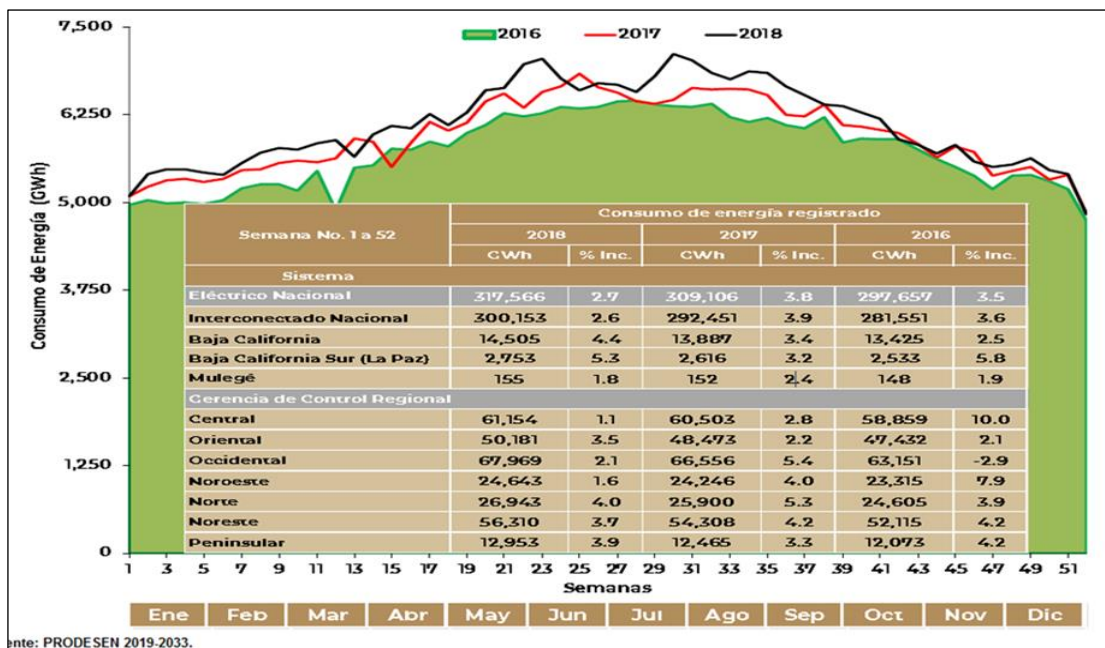 7,500
2016 2017 2018
6,250
5,000
3,750
2,500
1,250
0
Consumo de Energía (GWh)
Semana No. 1 a 52 Consumo de energía registrado
2018 2017 2016
GWh % Inc. GWh % Inc. GWh % Inc.
Sistema
Eléctrico Nacional 317,566 2.7 309,106 3.8 297,657 3.5
Interconectado Nacional 300,153 2.6 292,451 3.9 281,551 3.6
Baja California 14,505 4.4 13,887 3.4 13,425 2.5
Baja California Sur (La Paz) 2,753 5.3 2,616 3.2 2,533 5.8
Mulegé 155 1.8 152 2.4 148 1.9
Gerencia de Control Regional
Central 61,154 1.1 60,503 2.8 58,859 10.0
Oriental 50,181 3.5 48,473 2.2 47,432 2.1
Occidental 67,969 2.1 66,556 5.4 63,151 -2.9
Noroeste 24,643 1.6 24,246 4.0 23,315 7.9
Norte 26,943 4.0 25,900 5.3 24,605 3.9
Noreste 56,310 3.7 54,308 4.2 52,115 4.2
Peninsular 12,953 3.9 12,465 3.3 12,073 4.2
1 3 5 7 9 11 13 15 17 19 21 23 25 27 29 31 33 35 37 39 41 43 45 47 49 51
Semanas
Ene Feb Mar Abr May Jun Jul Ago Sep Oct Nov Dic
ente: PRODESEN 2019-2033.